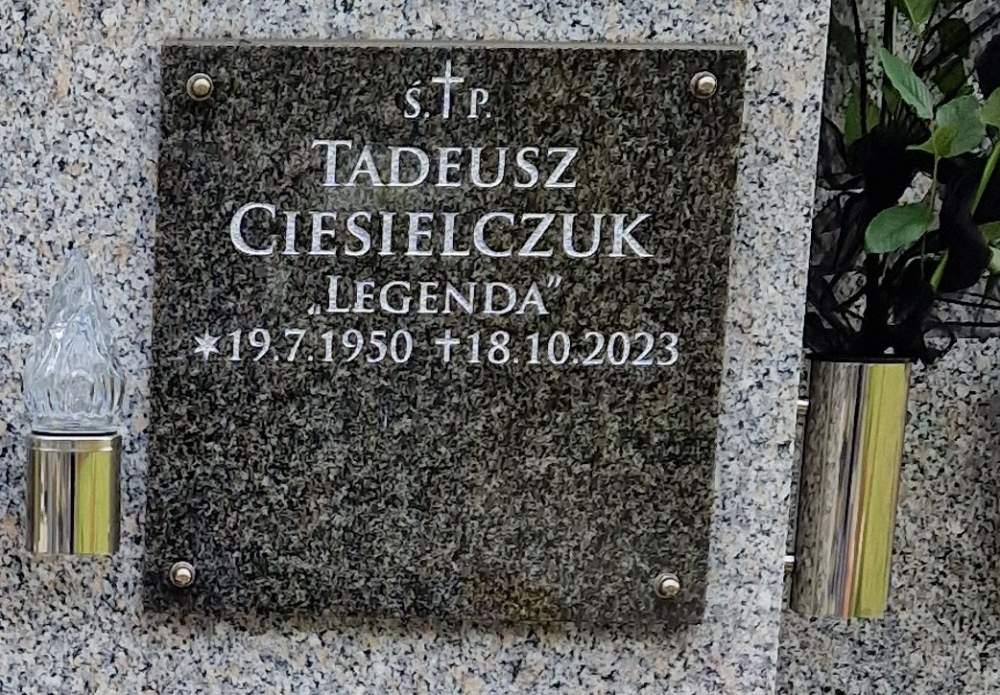 Ś.†P.
TADEUSZ
CIESIELCZUK
„LEGENDA”
✶19.7.1950 †18.10.2023